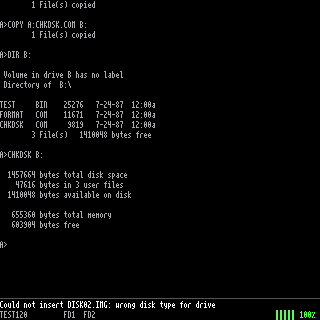 1 File(s) copied
A>COPY A:CHKDSK.COM B:
1 File(s) copied
A>DIR B:
Volume in drive B has no label
Directory of  B:\
TEST     BIN    25276   7-24-87  12:00a
FORMAT   COM    11671   7-24-87  12:00a
CHKDSK   COM     9819   7-24-87  12:00a
3 File(s)   1410048 bytes free
A>CHKDSK B:
1457664 bytes total disk space
47616 bytes in 3 user files
1410048 bytes available on disk
655360 bytes total memory
603904 bytes free
A>
Could not insert DISK02.IMG: wrong disk type for drive
TEST120         FD1  FD2         100%